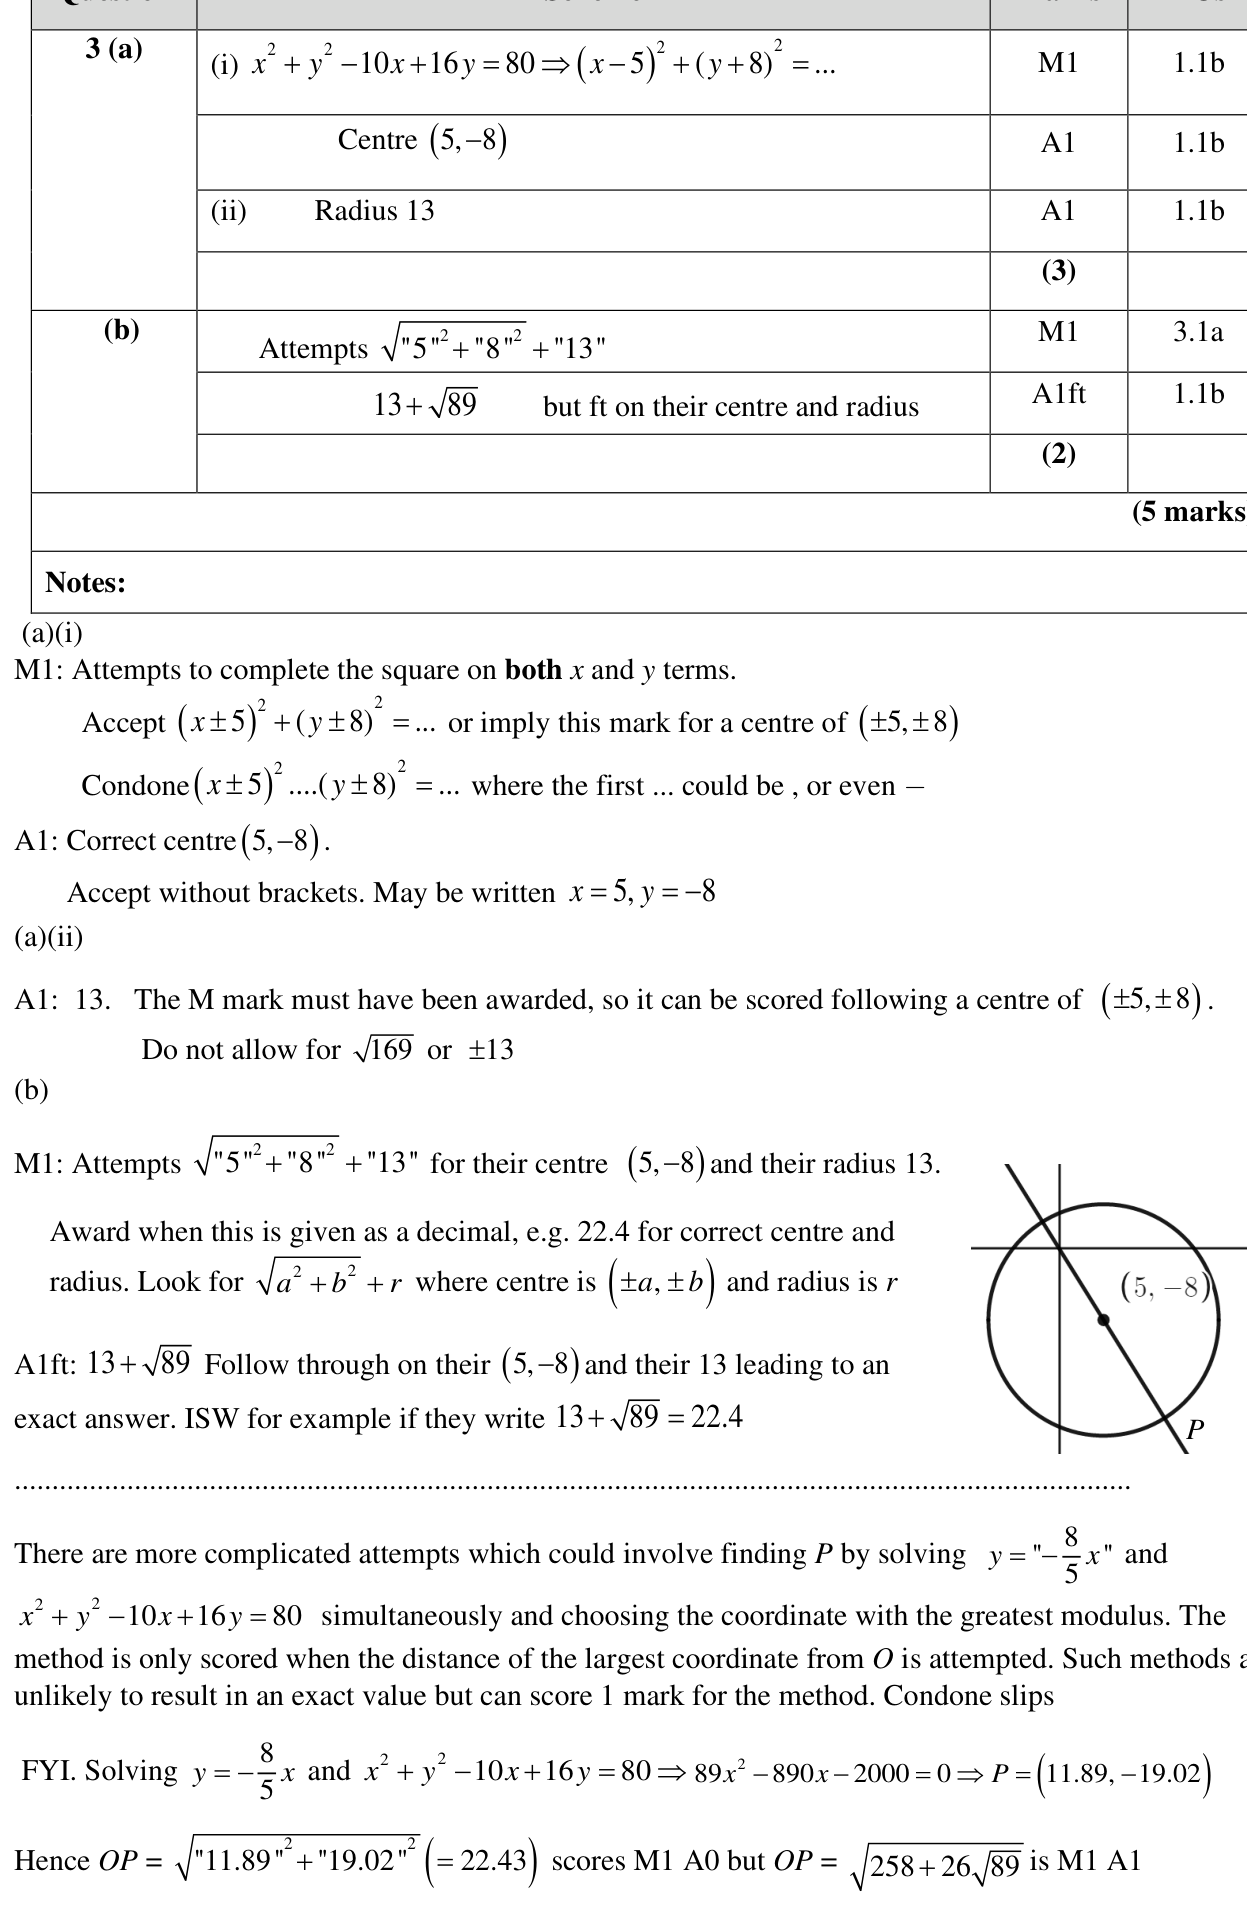 3 (a) (i) x² + y² −10x+16y = 80 ⇒ (x−5)² + (y+8)² = ... M1 1.1b
Centre (5,−8) A1 1.1b
(ii) Radius 13 A1 1.1b
(3)
(b) Attempts √("5"² + "8"²) + "13" M1 3.1a
13+√89 but ft on their centre and radius A1ft 1.1b
(2)
(5 marks
Notes:
(a)(i)
M1: Attempts to complete the square on both x and y terms.
Accept (x±5)² + (y±8)² = ... or imply this mark for a centre of (±5,±8)
Condone (x±5)² ....(y±8)² = ... where the first ... could be , or even −
A1: Correct centre (5,−8).
Accept without brackets. May be written x = 5, y = −8
(a)(ii)
A1: 13. The M mark must have been awarded, so it can be scored following a centre of (±5,±8).
Do not allow for √169 or ±13
(b)
M1: Attempts √("5"² + "8"²) + "13" for their centre (5,−8) and their radius 13.
Award when this is given as a decimal, e.g. 22.4 for correct centre and
radius. Look for √(a² + b²) + r where centre is (±a, ±b) and radius is r
(5, −8)
A1ft: 13+√89 Follow through on their (5,−8) and their 13 leading to an
exact answer. ISW for example if they write 13+√89 = 22.4
P
................................................................................
There are more complicated attempts which could involve finding P by solving y = "−8/5 x" and
x² + y² −10x+16y = 80 simultaneously and choosing the coordinate with the greatest modulus. The
method is only scored when the distance of the largest coordinate from O is attempted. Such methods
unlikely to result in an exact value but can score 1 mark for the method. Condone slips
FYI. Solving y = −8/5 x and x² + y² −10x+16y = 80 ⇒ 89x² −890x−2000 = 0 ⇒ P = (11.89, −19.02)
Hence OP = √("11.89"² + "19.02"²) (= 22.43) scores M1 A0 but OP = √(258+26√89) is M1 A1